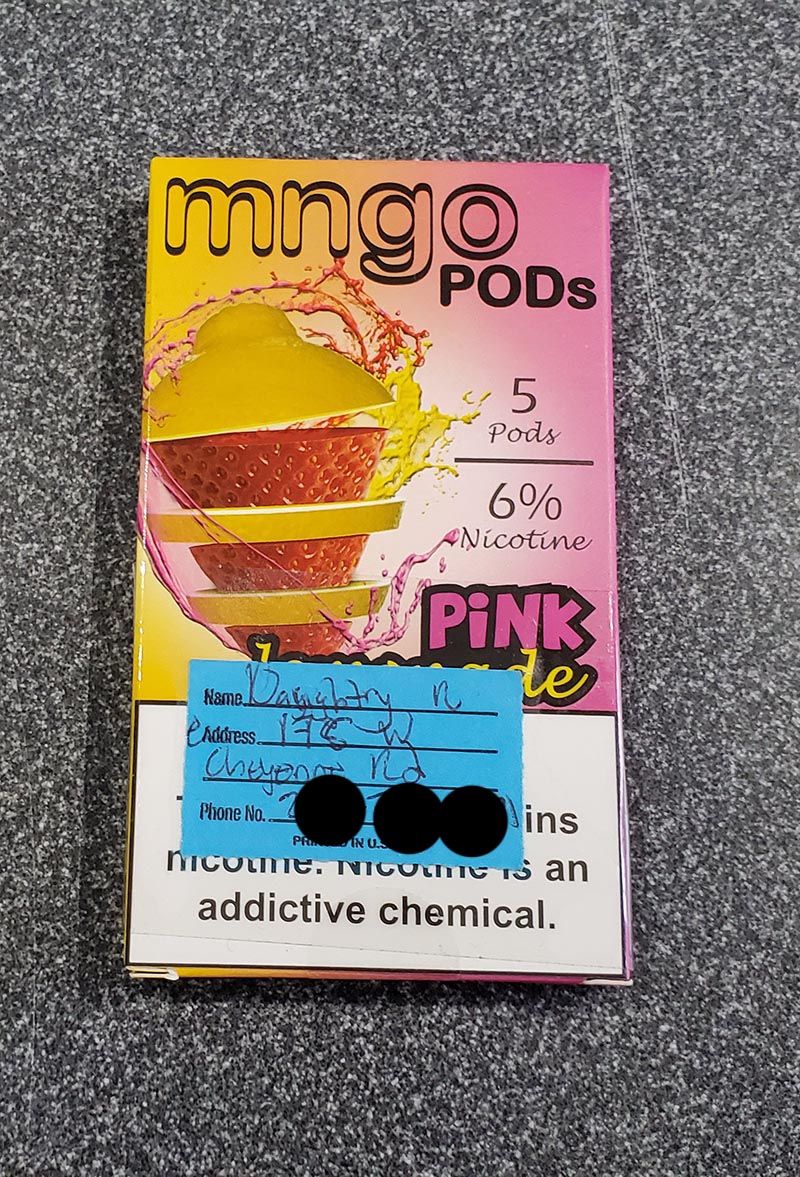 mngo
PODs
5
Pods
6%
Nicotine
PiNK
Name
Address
Cheyenne Rd
Phone No.
ins
nicotine. Nicotine is an
addictive chemical.